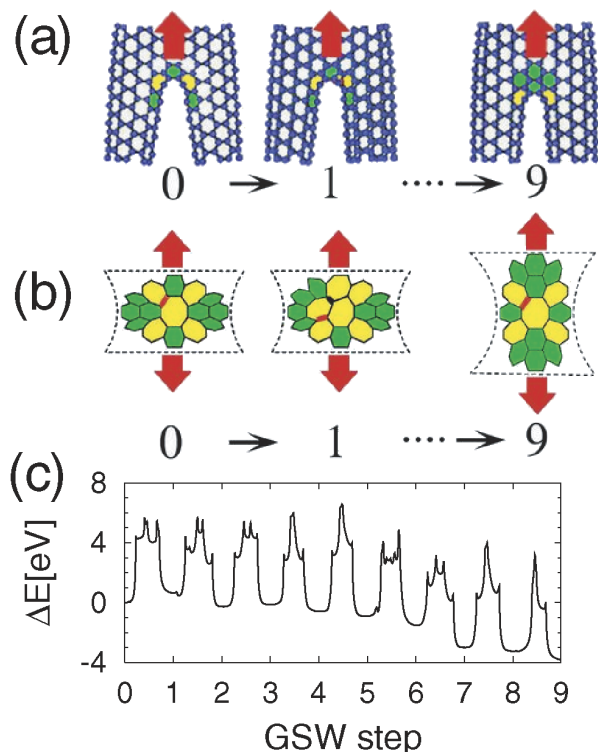 (a)
0 → 1 ····→ 9
(b)
0 → 1 ····→ 9
(c)
8
4
0
-4
ΔE[eV]
0 1 2 3 4 5 6 7 8 9
GSW step